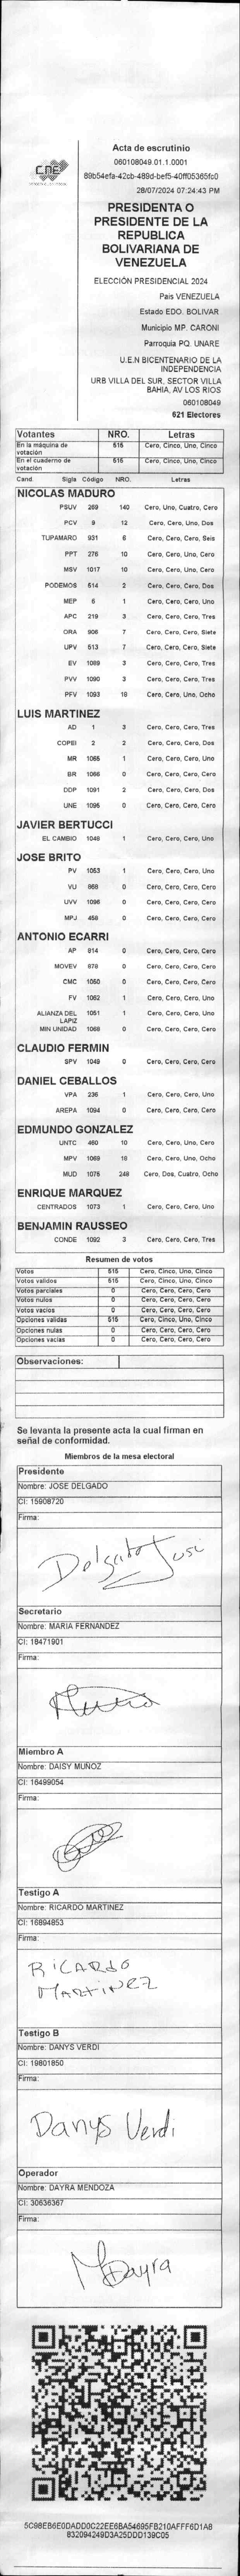 CNE
Acta de escrutinio
060108049.01.1.0001
89b54efa-42cb-489d-bef5-40ff05365fc0
28/07/2024 07:24:43 PM
PRESIDENTA O
PRESIDENTE DE LA
REPUBLICA
BOLIVARIANA DE
VENEZUELA
ELECCIÓN PRESIDENCIAL 2024
Pais VENEZUELA
Estado EDO. BOLIVAR
Municipio MP. CARONI
Parroquia PQ. UNARE
U.E.N BICENTENARIO DE LA
INDEPENDENCIA
URB VILLA DEL SUR, SECTOR VILLA
BAHIA, AV LOS RIOS
060108049
621 Electores
Votantes NRO. Letras
En la máquina de votación 515 Cero, Cinco, Uno, Cinco
En el cuaderno de votación 515 Cero, Cinco, Uno, Cinco
Cand. Sigla Código NRO. Letras
NICOLAS MADURO
PSUV 269 140 Cero, Uno, Cuatro, Cero
PCV 9 12 Cero, Cero, Uno, Dos
TUPAMARO 931 6 Cero, Cero, Cero, Seis
PPT 276 10 Cero, Cero, Uno, Cero
MSV 1017 10 Cero, Cero, Uno, Cero
PODEMOS 514 2 Cero, Cero, Cero, Dos
MEP 6 1 Cero, Cero, Cero, Uno
APC 219 3 Cero, Cero, Cero, Tres
ORA 906 7 Cero, Cero, Cero, Siete
UPV 513 7 Cero, Cero, Cero, Siete
EV 1089 3 Cero, Cero, Cero, Tres
PVV 1090 3 Cero, Cero, Cero, Tres
PFV 1093 18 Cero, Cero, Uno, Ocho
LUIS MARTINEZ
AD 1 3 Cero, Cero, Cero, Tres
COPEI 2 2 Cero, Cero, Cero, Dos
MR 1065 1 Cero, Cero, Cero, Uno
BR 1066 0 Cero, Cero, Cero, Cero
DDP 1091 2 Cero, Cero, Cero, Dos
UNE 1095 0 Cero, Cero, Cero, Cero
JAVIER BERTUCCI
EL CAMBIO 1048 1 Cero, Cero, Cero, Uno
JOSE BRITO
PV 1053 1 Cero, Cero, Cero, Uno
VU 868 0 Cero, Cero, Cero, Cero
UVV 1096 0 Cero, Cero, Cero, Cero
MPJ 458 0 Cero, Cero, Cero, Cero
ANTONIO ECARRI
AP 814 0 Cero, Cero, Cero, Cero
MOVEV 878 0 Cero, Cero, Cero, Cero
CMC 1050 0 Cero, Cero, Cero, Cero
FV 1062 1 Cero, Cero, Cero, Uno
ALIANZA DEL LAPIZ 1051 1 Cero, Cero, Cero, Uno
MIN UNIDAD 1088 0 Cero, Cero, Cero, Cero
CLAUDIO FERMIN
SPV 1049 0 Cero, Cero, Cero, Cero
DANIEL CEBALLOS
VPA 236 1 Cero, Cero, Cero, Uno
AREPA 1094 0 Cero, Cero, Cero, Cero
EDMUNDO GONZALEZ
UNTC 460 10 Cero, Cero, Uno, Cero
MPV 1069 18 Cero, Cero, Uno, Ocho
MUD 1075 248 Cero, Dos, Cuatro, Ocho
ENRIQUE MARQUEZ
CENTRADOS 1073 1 Cero, Cero, Cero, Uno
BENJAMIN RAUSSEO
CONDE 1092 3 Cero, Cero, Cero, Tres
Resumen de votos
Votos 515 Cero, Cinco, Uno, Cinco
Votos validos 515 Cero, Cinco, Uno, Cinco
Votos parciales 0 Cero, Cero, Cero, Cero
Votos nulos 0 Cero, Cero, Cero, Cero
Votos vacíos 0 Cero, Cero, Cero, Cero
Opciones validas 515 Cero, Cinco, Uno, Cinco
Opciones nulas 0 Cero, Cero, Cero, Cero
Opciones vacías 0 Cero, Cero, Cero, Cero
Observaciones:
Se levanta la presente acta la cual firman en
señal de conformidad.
Miembros de la mesa electoral
Presidente
Nombre: JOSE DELGADO
CI: 15908720
Firma:
Delgado José
Secretario
Nombre: MARIA FERNANDEZ
CI: 18471901
Firma:
Miembro A
Nombre: DAISY MUÑOZ
CI: 16499054
Firma:
Testigo A
Nombre: RICARDO MARTINEZ
CI: 16894853
Firma:
RICARDO
MARTINEZ
Testigo B
Nombre: DANYS VERDI
CI: 19801850
Firma:
Danys Verdi
Operador
Nombre: DAYRA MENDOZA
CI: 30636367
Firma:
MDayra
5C98EB6E0DADD0C22EE6BA54695FB210AFFF6D1A8
832094249D3A25DDD139C05